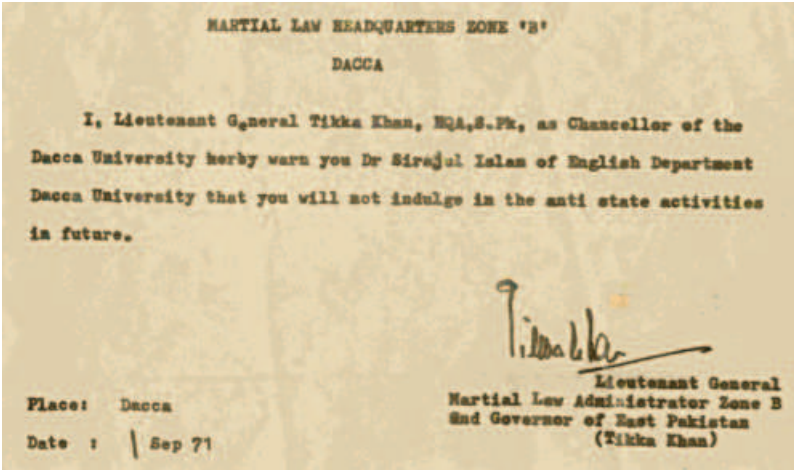 MARTIAL LAW HEADQUARTERS ZONE 'B'
DACCA
I, Lieutenant General Tikka Khan, HQA,S.Pk, as Chancellor of the
Dacca University herby warn you Dr Sirajul Islam of English Department
Dacca University that you will not indulge in the anti state activities
in future.
Tikka Khan
Lieutenant General
Martial Law Administrator Zone B
and Governor of East Pakistan
(Tikka Khan)
Place: Dacca
Date : 1 Sep 71